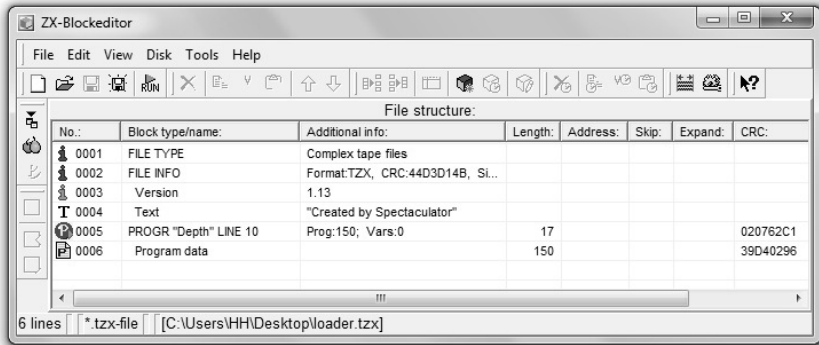 ZX-Blockeditor
File Edit View Disk Tools Help
RUN
File structure:
No.: Block type/name: Additional info: Length: Address: Skip: Expand: CRC:
0001 FILE TYPE Complex tape files
0002 FILE INFO Format:TZX, CRC:44D3D14B, Si...
0003 Version 1.13
T 0004 Text "Created by Spectaculator"
P 0005 PROGR "Depth" LINE 10 Prog:150; Vars:0 17 020762C1
P 0006 Program data 150 39D40296
6 lines *.tzx-file [C:\Users\HH\Desktop\loader.tzx]